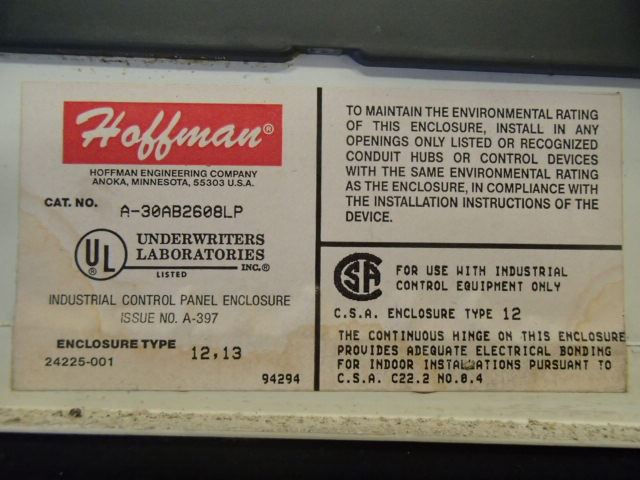 Hoffman®
HOFFMAN ENGINEERING COMPANY
ANOKA, MINNESOTA, 55303 U.S.A.
CAT. NO. A-30AB2608LP
UL ®
LISTED
UNDERWRITERS
LABORATORIES
INC.®
INDUSTRIAL CONTROL PANEL ENCLOSURE
ISSUE NO. A-397
ENCLOSURE TYPE 12,13
24225-001
94294
TO MAINTAIN THE ENVIRONMENTAL RATING
OF THIS ENCLOSURE, INSTALL IN ANY
OPENINGS ONLY LISTED OR RECOGNIZED
CONDUIT HUBS OR CONTROL DEVICES
WITH THE SAME ENVIRONMENTAL RATING
AS THE ENCLOSURE, IN COMPLIANCE WITH
THE INSTALLATION INSTRUCTIONS OF THE
DEVICE.
CSA ®
FOR USE WITH INDUSTRIAL
CONTROL EQUIPMENT ONLY
C.S.A. ENCLOSURE TYPE 12
THE CONTINUOUS HINGE ON THIS ENCLOSURE
PROVIDES ADEQUATE ELECTRICAL BONDING
FOR INDOOR INSTALLATIONS PURSUANT TO
C.S.A. C22.2 NO.0.4